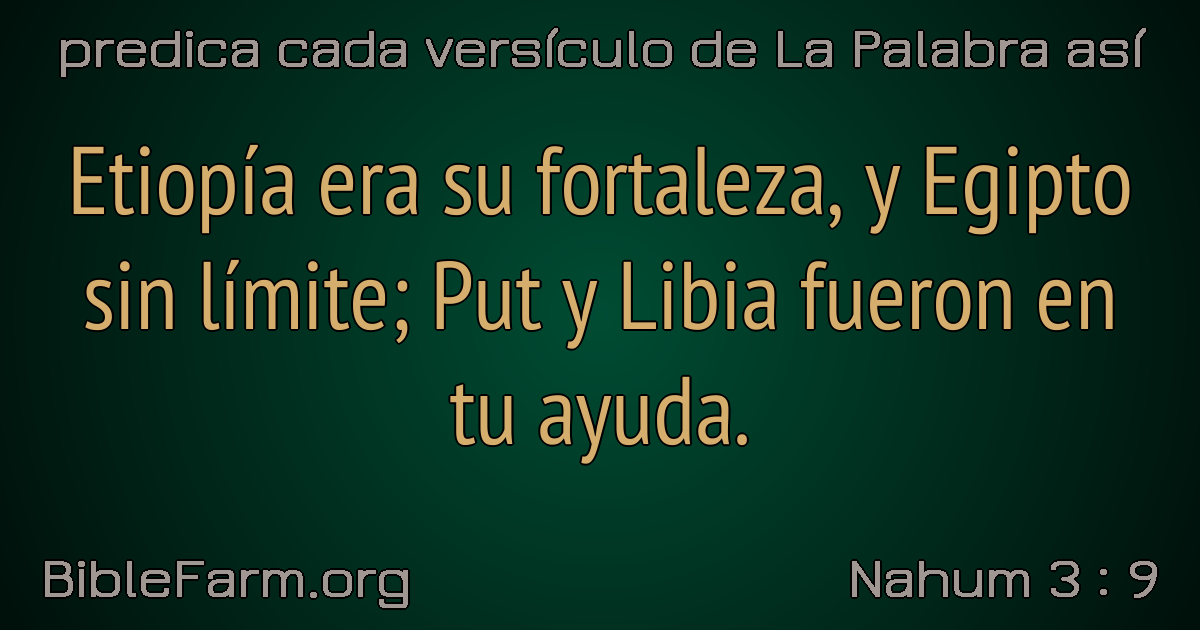 predica cada versículo de La Palabra así
Etiopía era su fortaleza, y Egipto
sin límite; Put y Libia fueron en
tu ayuda.
BibleFarm.org
Nahum 3 : 9